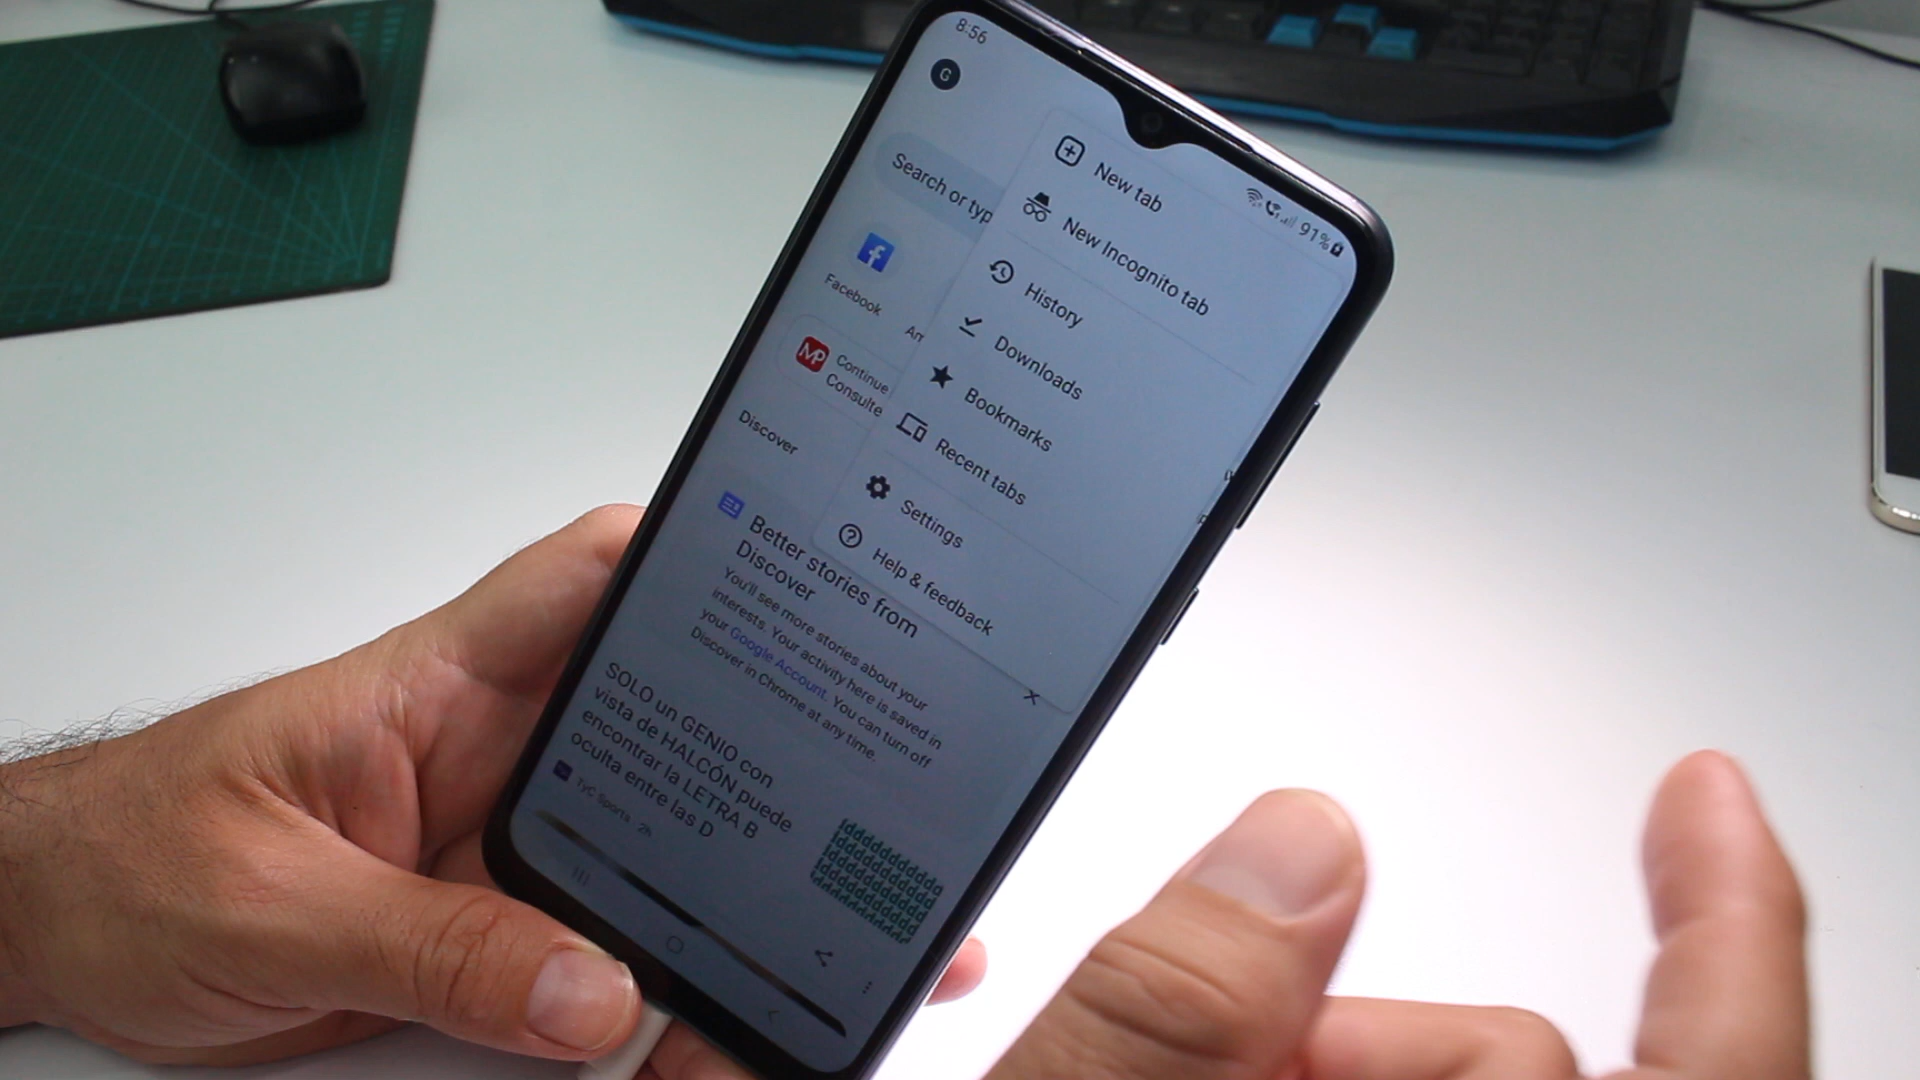 8:56
91%
G
New tab
New Incognito tab
History
Downloads
Bookmarks
Recent tabs
Settings
Help & feedback
Search or typ
Facebook
Am
MP
Continue
Consulte
Discover
Better stories from
Discover
You'll see more stories about your
interests. Your activity here is saved in
your Google Account. You can turn off
Discover in Chrome at any time.
SOLO un GENIO con
vista de HALCÓN puede
encontrar la LETRA B
oculta entre las D
TyC Sports · 2h